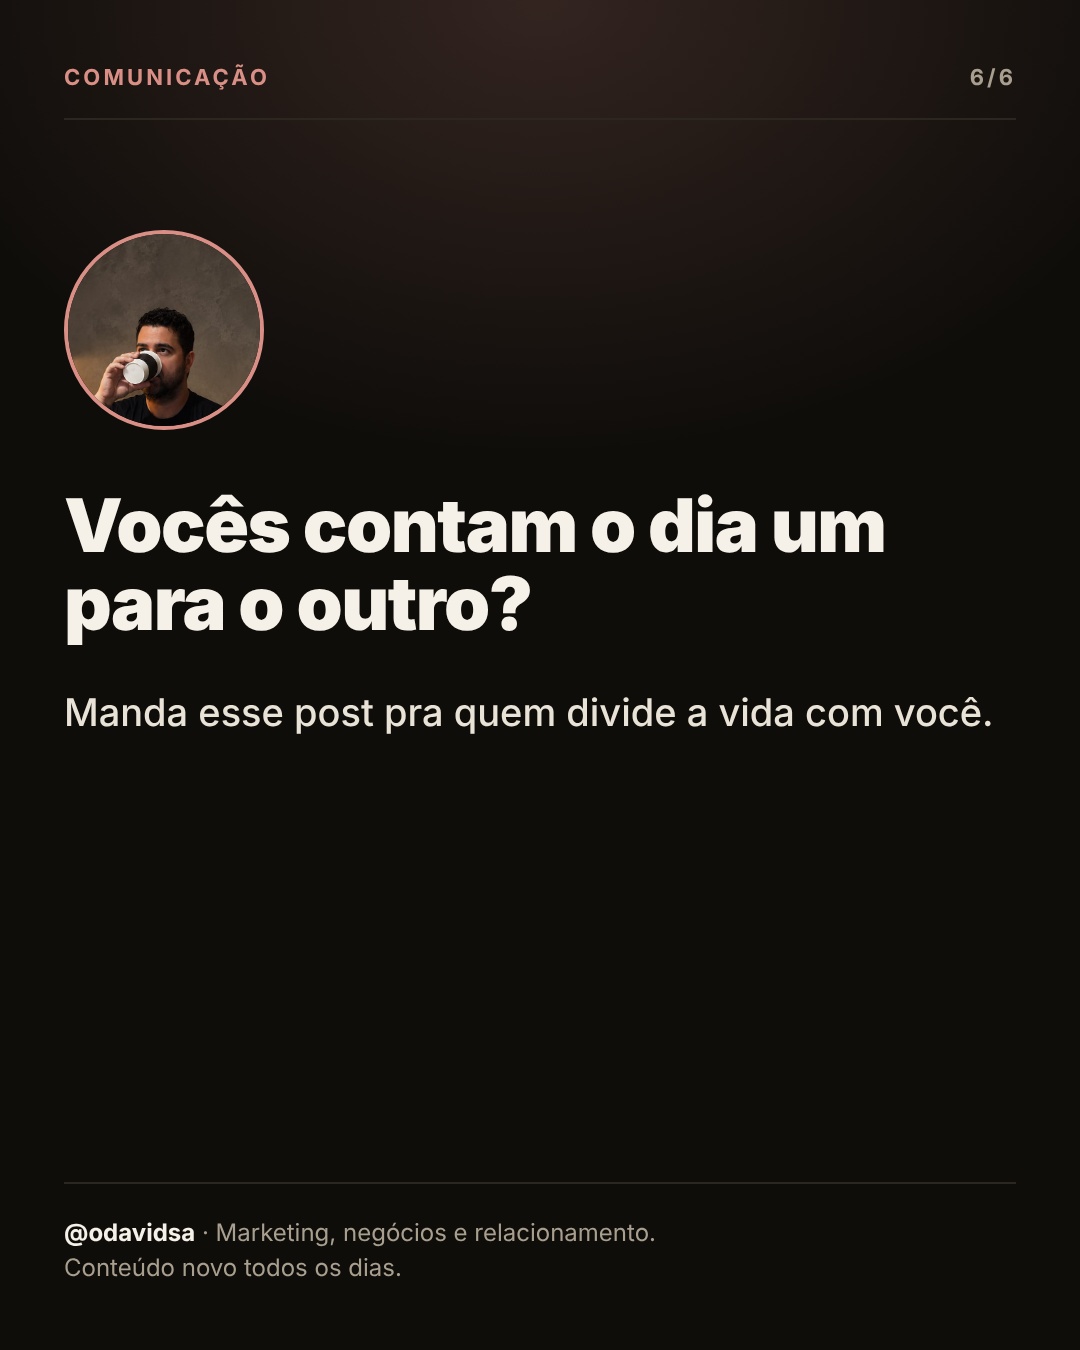 COMUNICAÇÃO
6/6
Vocês contam o dia um
para o outro?
Manda esse post pra quem divide a vida com você.
@odavidsa · Marketing, negócios e relacionamento.
Conteúdo novo todos os dias.